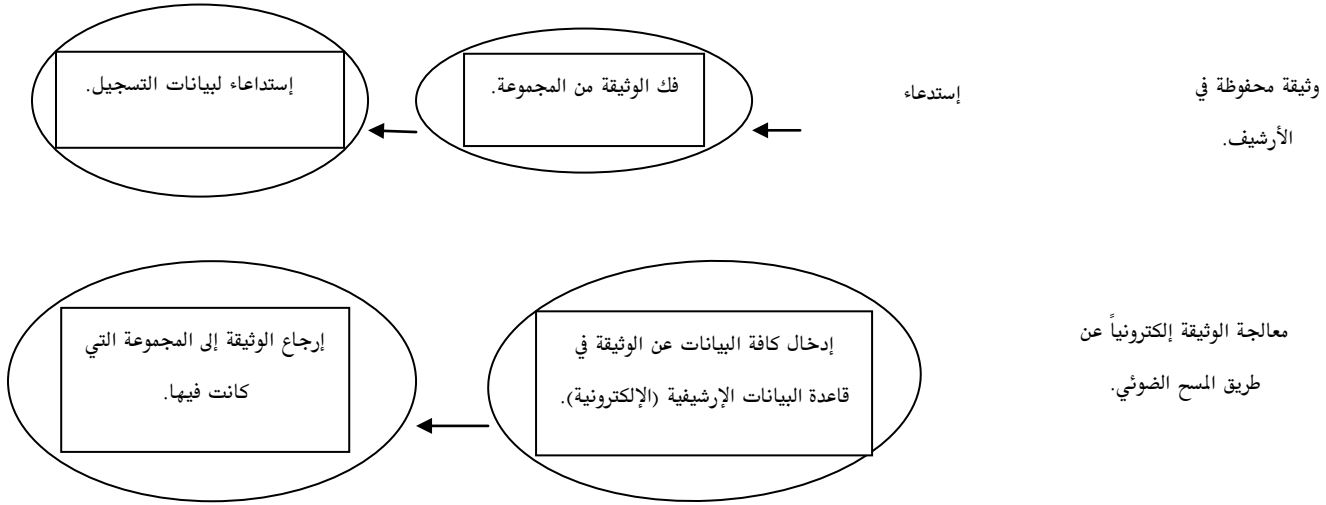 وثيقة محفوظة في
الأرشيف.
إستدعاء
فك الوثيقة من المجموعة.
إستداعاء لبيانات التسجيل.
معالجة الوثيقة إلكترونياً عن
طريق المسح الضوئي.
إدخال كافة البيانات عن الوثيقة في
قاعدة البيانات الإرشيفية (الإلكترونية).
إرجاع الوثيقة إلى المجموعة التي
كانت فيها.